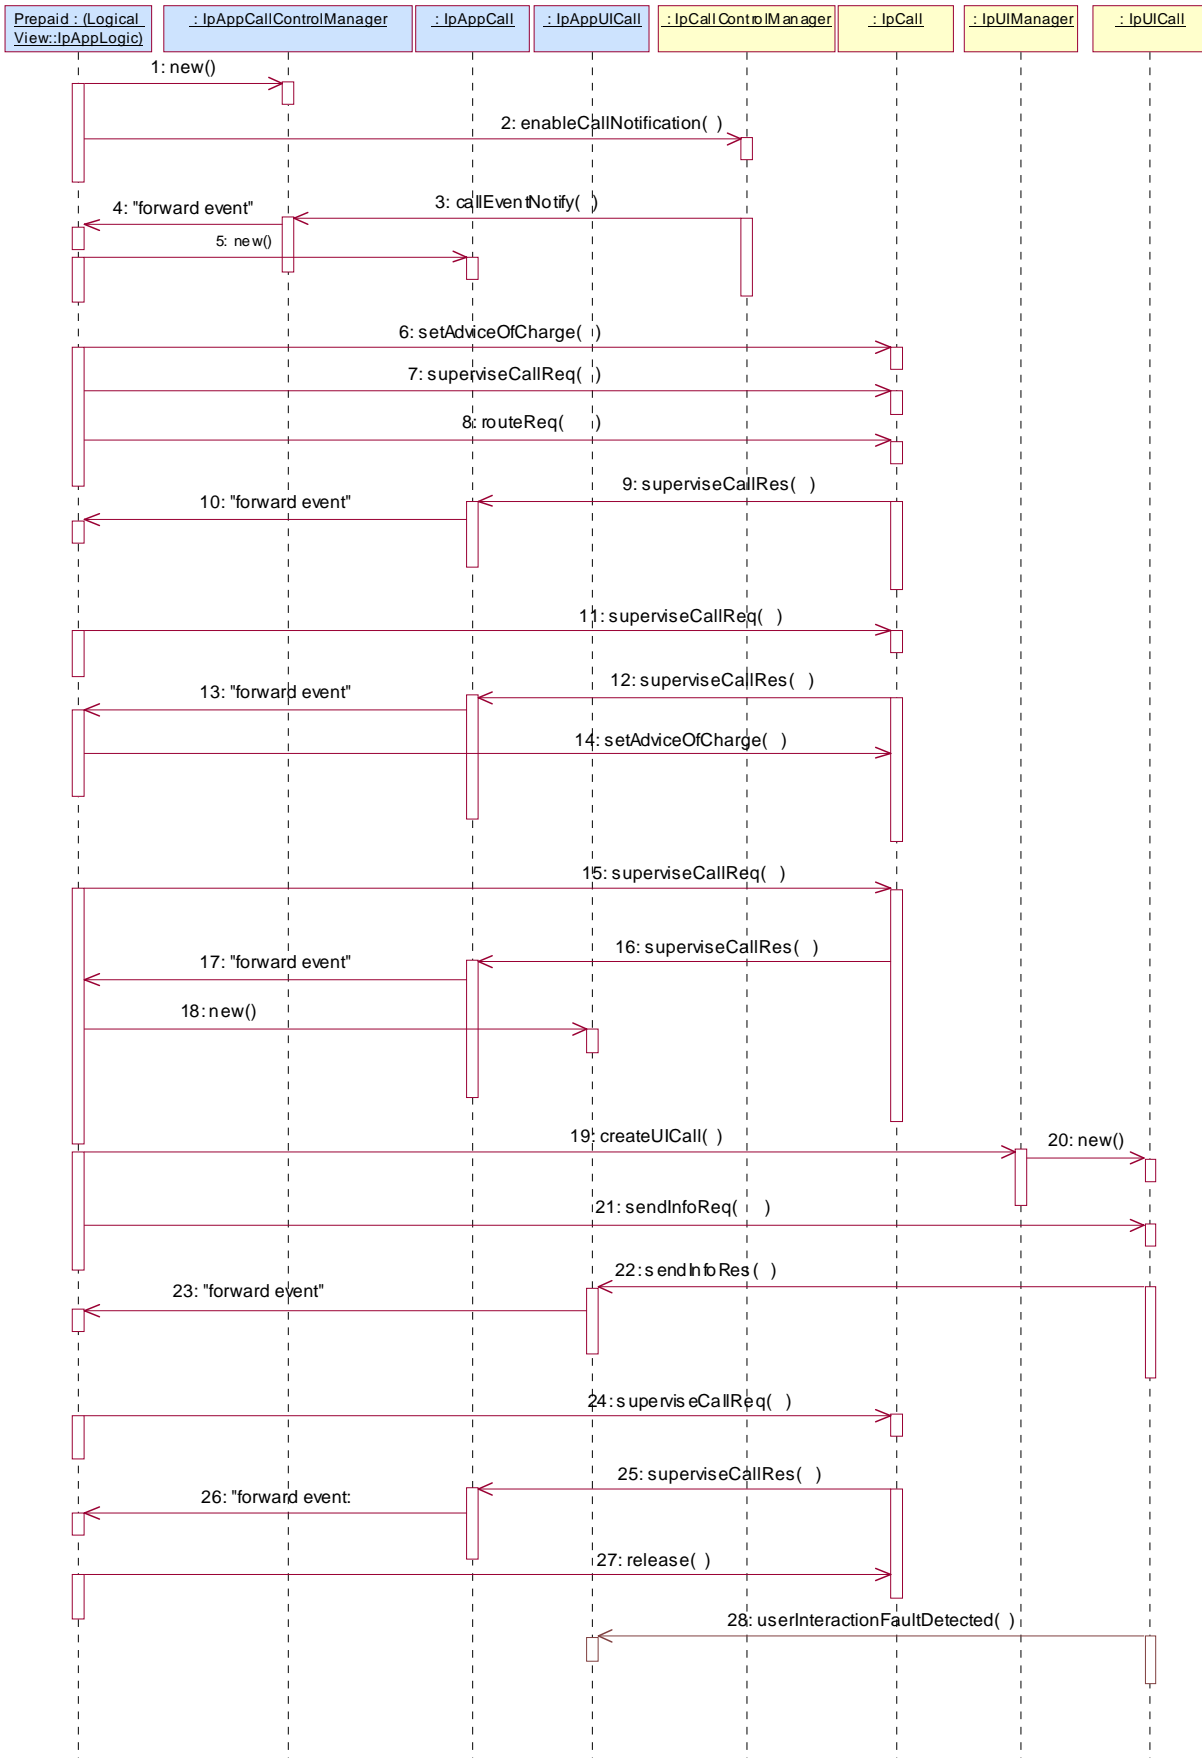 Prepaid : (Logical
View::IpAppLogic)
: IpAppCallControlManager
: IpAppCall
: IpAppUICall
: IpCallControlManager
: IpCall
: IpUIManager
: IpUICall
1: new()
2: enableCallNotification( )
3: callEventNotify( )
4: "forward event"
5: new()
6: setAdviceOfCharge( )
7: superviseCallReq( )
8: routeReq( )
9: superviseCallRes( )
10: "forward event"
11: superviseCallReq( )
12: superviseCallRes( )
13: "forward event"
14: setAdviceOfCharge( )
15: superviseCallReq( )
16: superviseCallRes( )
17: "forward event"
18: new()
19: createUICall( )
20: new()
21: sendInfoReq( )
22: sendInfoRes( )
23: "forward event"
24: superviseCallReq( )
25: superviseCallRes( )
26: "forward event:
27: release( )
28: userInteractionFaultDetected( )